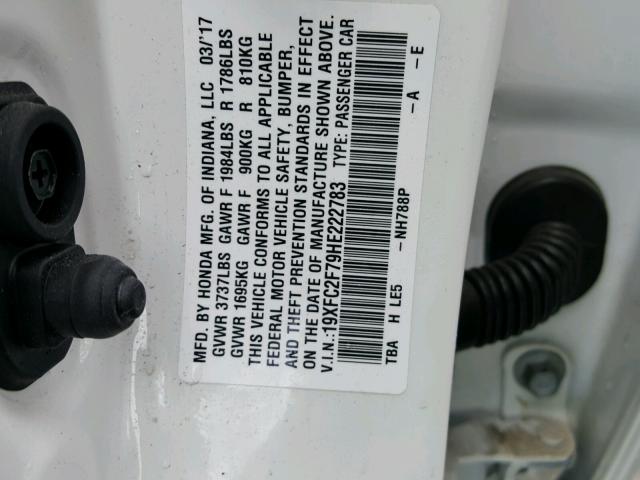 MFD. BY HONDA MFG. OF INDIANA, LLC 03/'17
GVWR 3737LBS GAWR F 1984LBS R 1786LBS
GVWR 1695KG GAWR F 900KG R 810KG
THIS VEHICLE CONFORMS TO ALL APPLICABLE
FEDERAL MOTOR VEHICLE SAFETY, BUMPER,
AND THEFT PREVENTION STANDARDS IN EFFECT
ON THE DATE OF MANUFACTURE SHOWN ABOVE.
V.I.N.:19XFC2F79HE222783 TYPE: PASSENGER CAR
TBA H LE5 -NH788P -A -E